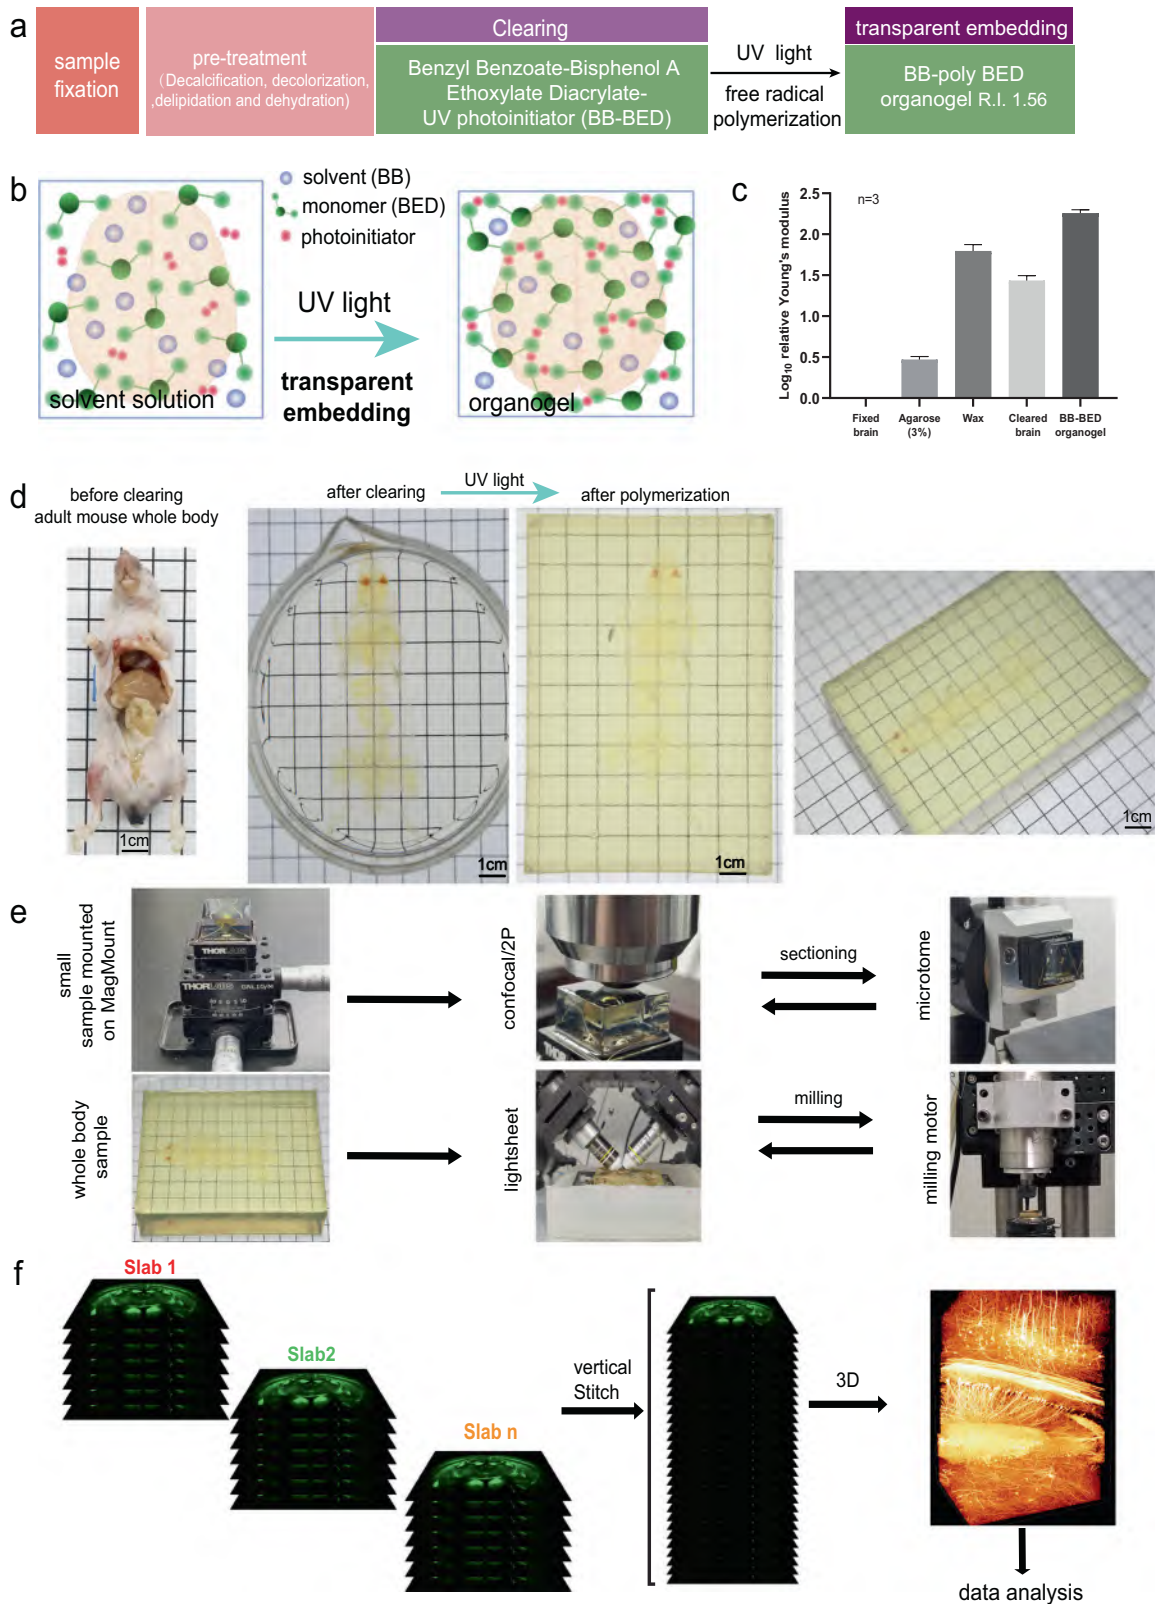 a
sample
fixation
pre-treatment
(Decalcification, decolorization,
,delipidation and dehydration)
Clearing
Benzyl Benzoate-Bisphenol A
Ethoxylate Diacrylate-
UV photoinitiator (BB-BED)
UV light
free radical
polymerization
transparent embedding
BB-poly BED
organogel R.I. 1.56
b
solvent (BB)
monomer (BED)
photoinitiator
UV light
transparent
embedding
solvent solution
organogel
c
n=3
Log10 relative Young's modulus
2.5
2.0
1.5
1.0
0.5
0.0
Fixed
brain
Agarose
(3%)
Wax
Cleared
brain
BB-BED
organogel
d
before clearing
adult mouse whole body
after clearing
UV light
after polymerization
1cm
1cm
1cm
1cm
e
small
sample mounted
on MagMount
THORLABS
THORLABS
confocal/2P
THOR
sectioning
microtome
whole body
sample
lightsheet
milling
milling motor
f
Slab 1
Slab2
Slab n
vertical
Stitch
3D
data analysis